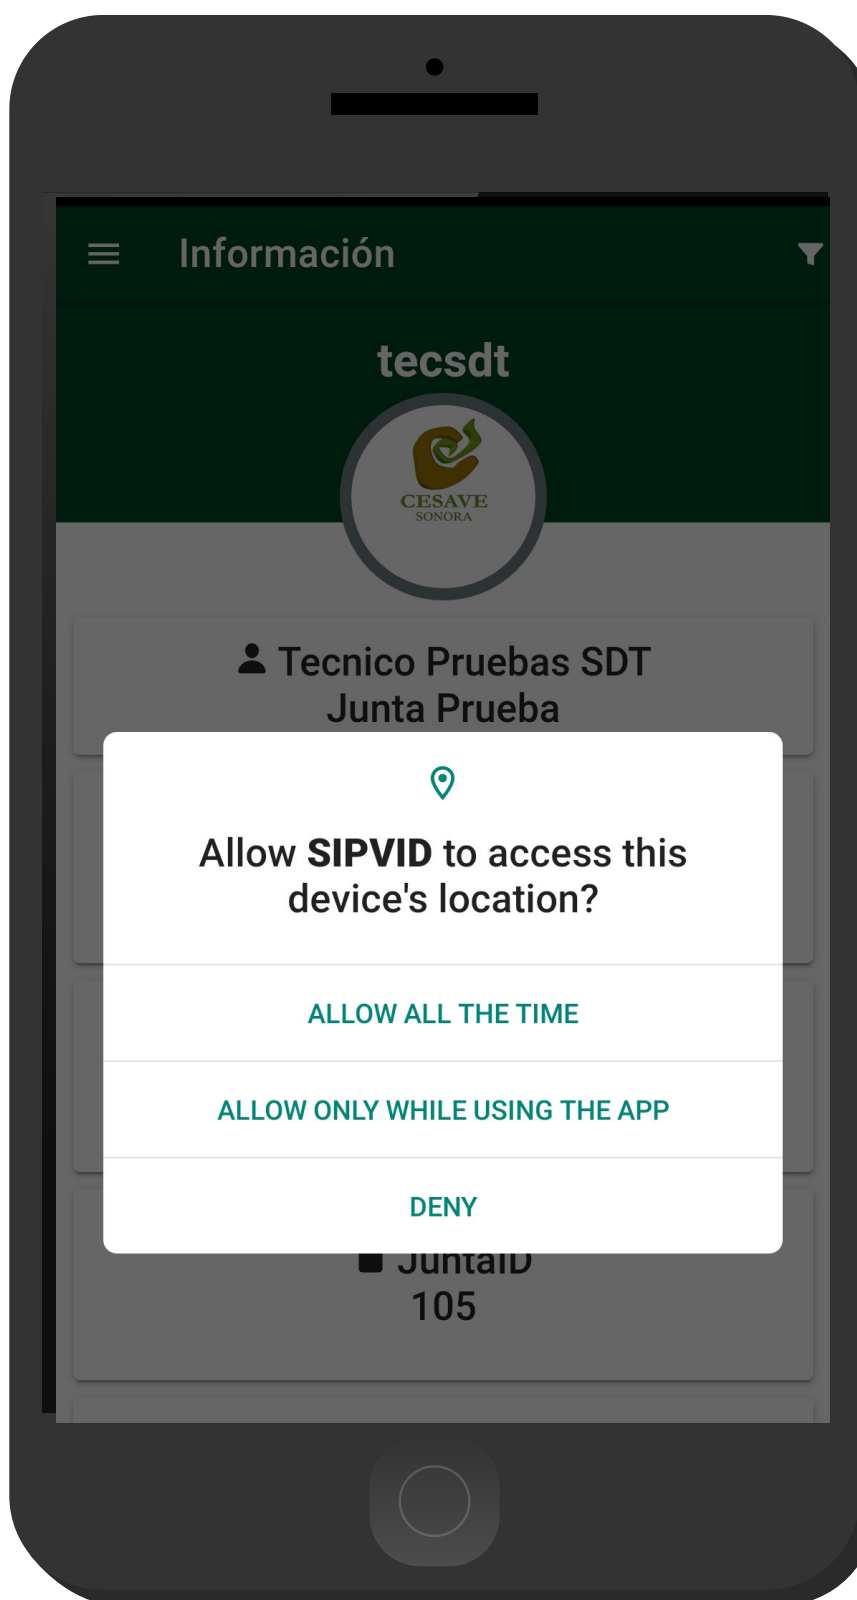 Información
tecsdt
CESAVE
SONORA
Tecnico Pruebas SDT
Junta Prueba
Allow SIPVID to access this
device's location?
ALLOW ALL THE TIME
ALLOW ONLY WHILE USING THE APP
DENY
JuntaID
105